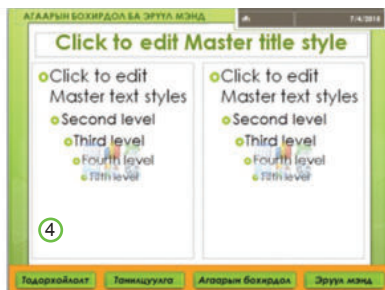 АГААРЫН БОХИРДОЛ БА ЭРҮҮЛ МЭНД
7/4/2018
Click to edit Master title style
Click to edit
Master text styles
Second level
Third level
Fourth level
Fifth level
Click to edit
Master text styles
Second level
Third level
Fourth level
Fifth level
4
Тодорхойлолт Танилцуулга Агаарын бохирдол Эрүүл мэнд